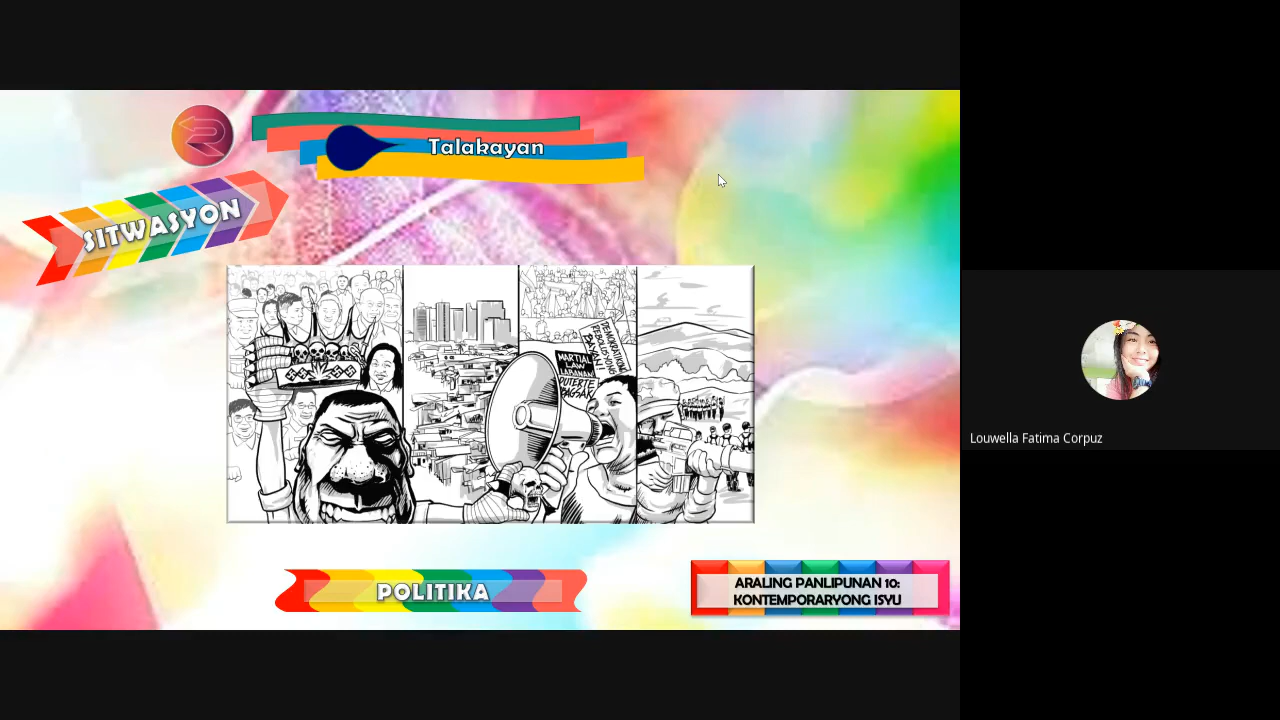 Talakayan
SITWASYON
MARTIAL
LAW
LABANAN
DUTERTE
POLITIKA
ARALING PANLIPUNAN 10:
KONTEMPORARYONG ISYU
Louwella Fatima Corpuz